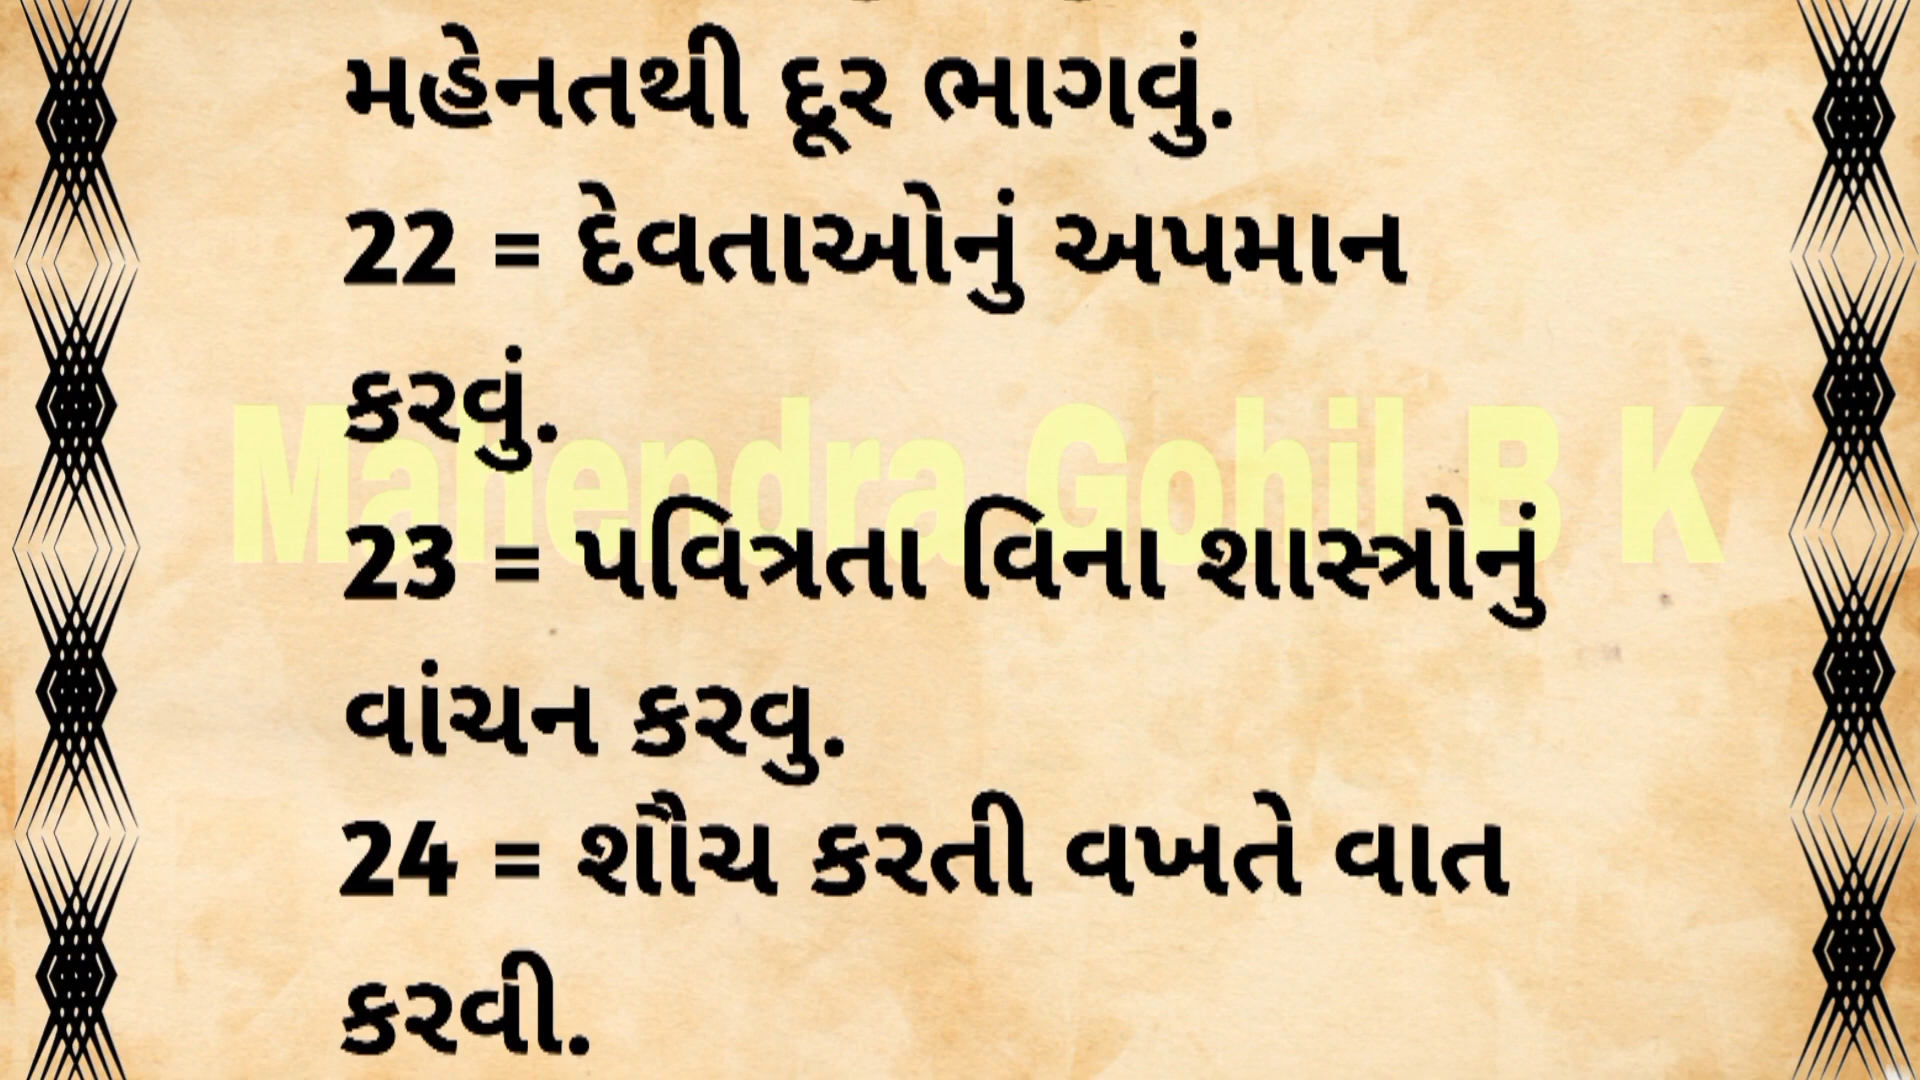 મહેનતથી દૂર ભાગવું.
22 = દેવતાઓનું અપમાન
કરવું.
Mahendra Gohil B K
23 = પવિત્રતા વિના શાસ્ત્રોનું
વાંચન કરવુ.
24 = શૌચ કરતી વખતે વાત
કરવી.